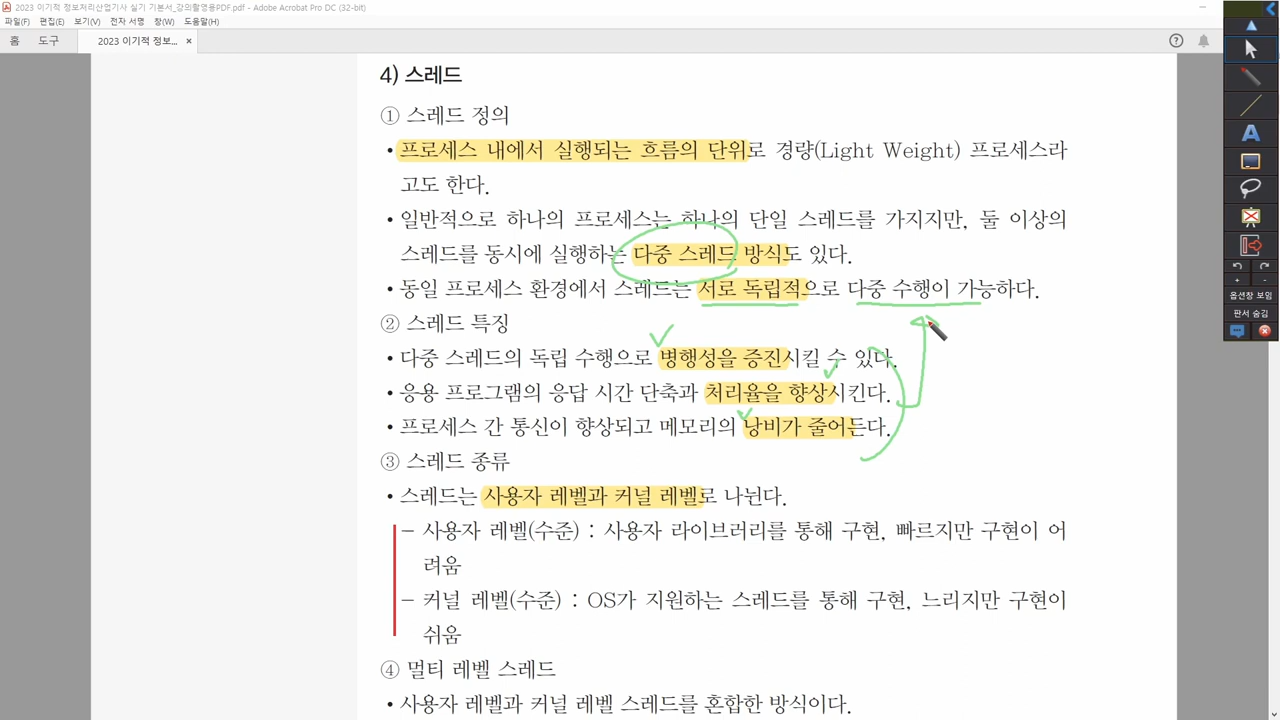 2023 이기적 정보처리산업기사 실기 기본서_강의촬영용PDF.pdf - Adobe Acrobat Pro DC (32-bit)
파일(F) 편집(E) 보기(V) 전자 서명 창(W) 도움말(H)
홈 도구 2023 이기적 정보... ×
4) 스레드
① 스레드 정의
• 프로세스 내에서 실행되는 흐름의 단위로 경량(Light Weight) 프로세스라
고도 한다.
• 일반적으로 하나의 프로세스는 하나의 단일 스레드를 가지지만, 둘 이상의
스레드를 동시에 실행하는 다중 스레드 방식도 있다.
• 동일 프로세스 환경에서 스레드는 서로 독립적으로 다중 수행이 가능하다.
② 스레드 특징
• 다중 스레드의 독립 수행으로 병행성을 증진시킬 수 있다.
• 응용 프로그램의 응답 시간 단축과 처리율을 향상시킨다.
• 프로세스 간 통신이 향상되고 메모리의 낭비가 줄어든다.
③ 스레드 종류
• 스레드는 사용자 레벨과 커널 레벨로 나뉜다.
– 사용자 레벨(수준) : 사용자 라이브러리를 통해 구현, 빠르지만 구현이 어
려움
– 커널 레벨(수준) : OS가 지원하는 스레드를 통해 구현, 느리지만 구현이
쉬움
④ 멀티 레벨 스레드
• 사용자 레벨과 커널 레벨 스레드를 혼합한 방식이다.
A
옵션창 보임
판서 숨김